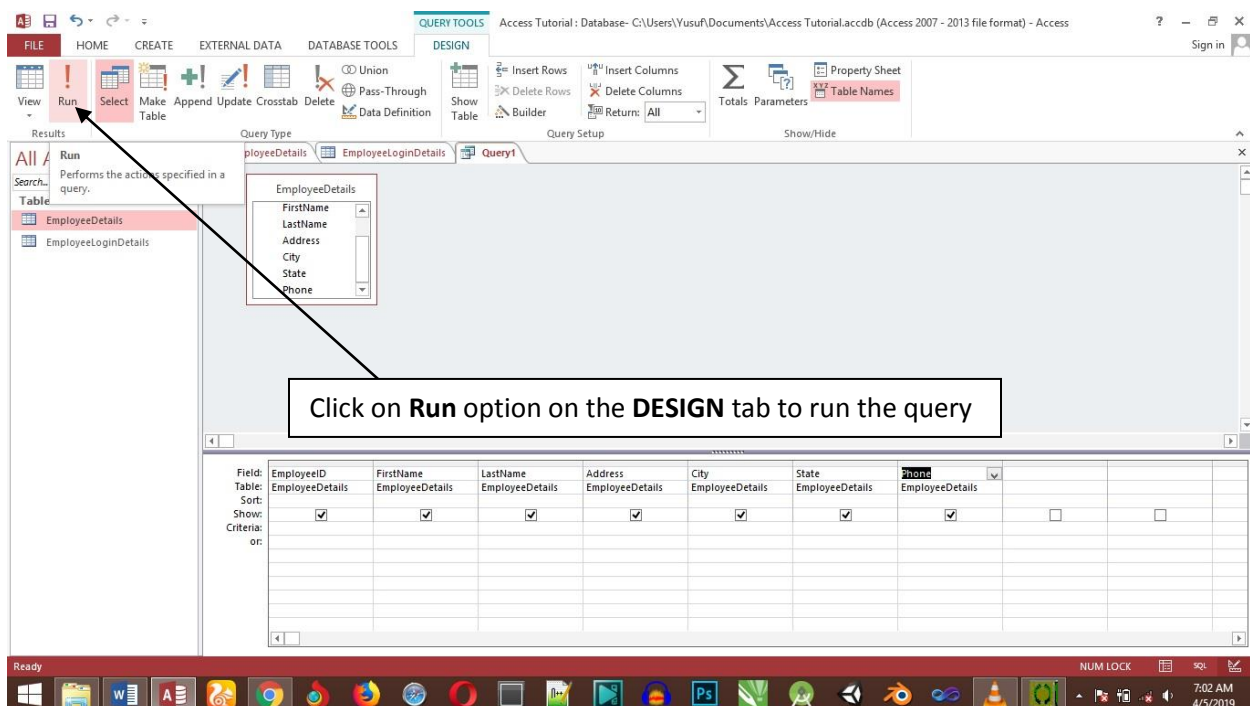 QUERY TOOLS Access Tutorial : Database- C:\Users\Yusuf\Documents\Access Tutorial.accdb (Access 2007 - 2013 file format) - Access ? – X
FILE HOME CREATE EXTERNAL DATA DATABASE TOOLS DESIGN Sign in
View Run Select Make Table Append Update Crosstab Delete
Union
Pass-Through
Data Definition
Show Table
Insert Rows
Delete Rows
Builder
Insert Columns
Delete Columns
Return: All
Totals Parameters
Property Sheet
Table Names
Results Query Type Query Setup Show/Hide
All A
Search...
Table
Run
Performs the actions specified in a
query.
EmployeeDetails
EmployeeLoginDetails
ployeeDetails EmployeeLoginDetails Query1
EmployeeDetails
FirstName
LastName
Address
City
State
Phone
Click on Run option on the DESIGN tab to run the query
Field: EmployeeID FirstName LastName Address City State Phone
Table: EmployeeDetails EmployeeDetails EmployeeDetails EmployeeDetails EmployeeDetails EmployeeDetails EmployeeDetails
Sort:
Show:
Criteria:
or:
Ready NUM LOCK SQL
7:02 AM
4/5/2019